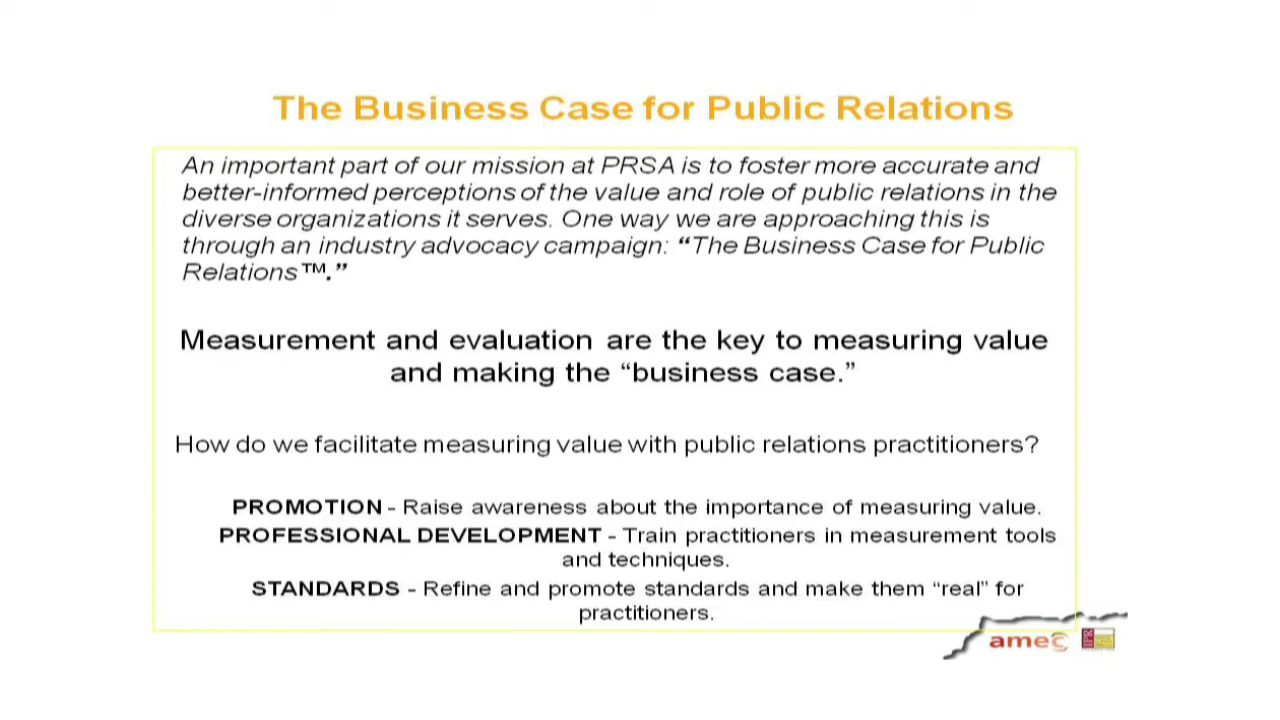 The Business Case for Public Relations
An important part of our mission at PRSA is to foster more accurate and
better-informed perceptions of the value and role of public relations in the
diverse organizations it serves. One way we are approaching this is
through an industry advocacy campaign: “The Business Case for Public
Relations™.”
Measurement and evaluation are the key to measuring value
and making the “business case.”
How do we facilitate measuring value with public relations practitioners?
PROMOTION - Raise awareness about the importance of measuring value.
PROFESSIONAL DEVELOPMENT - Train practitioners in measurement tools
and techniques.
STANDARDS - Refine and promote standards and make them “real” for
practitioners.
amec
IPR